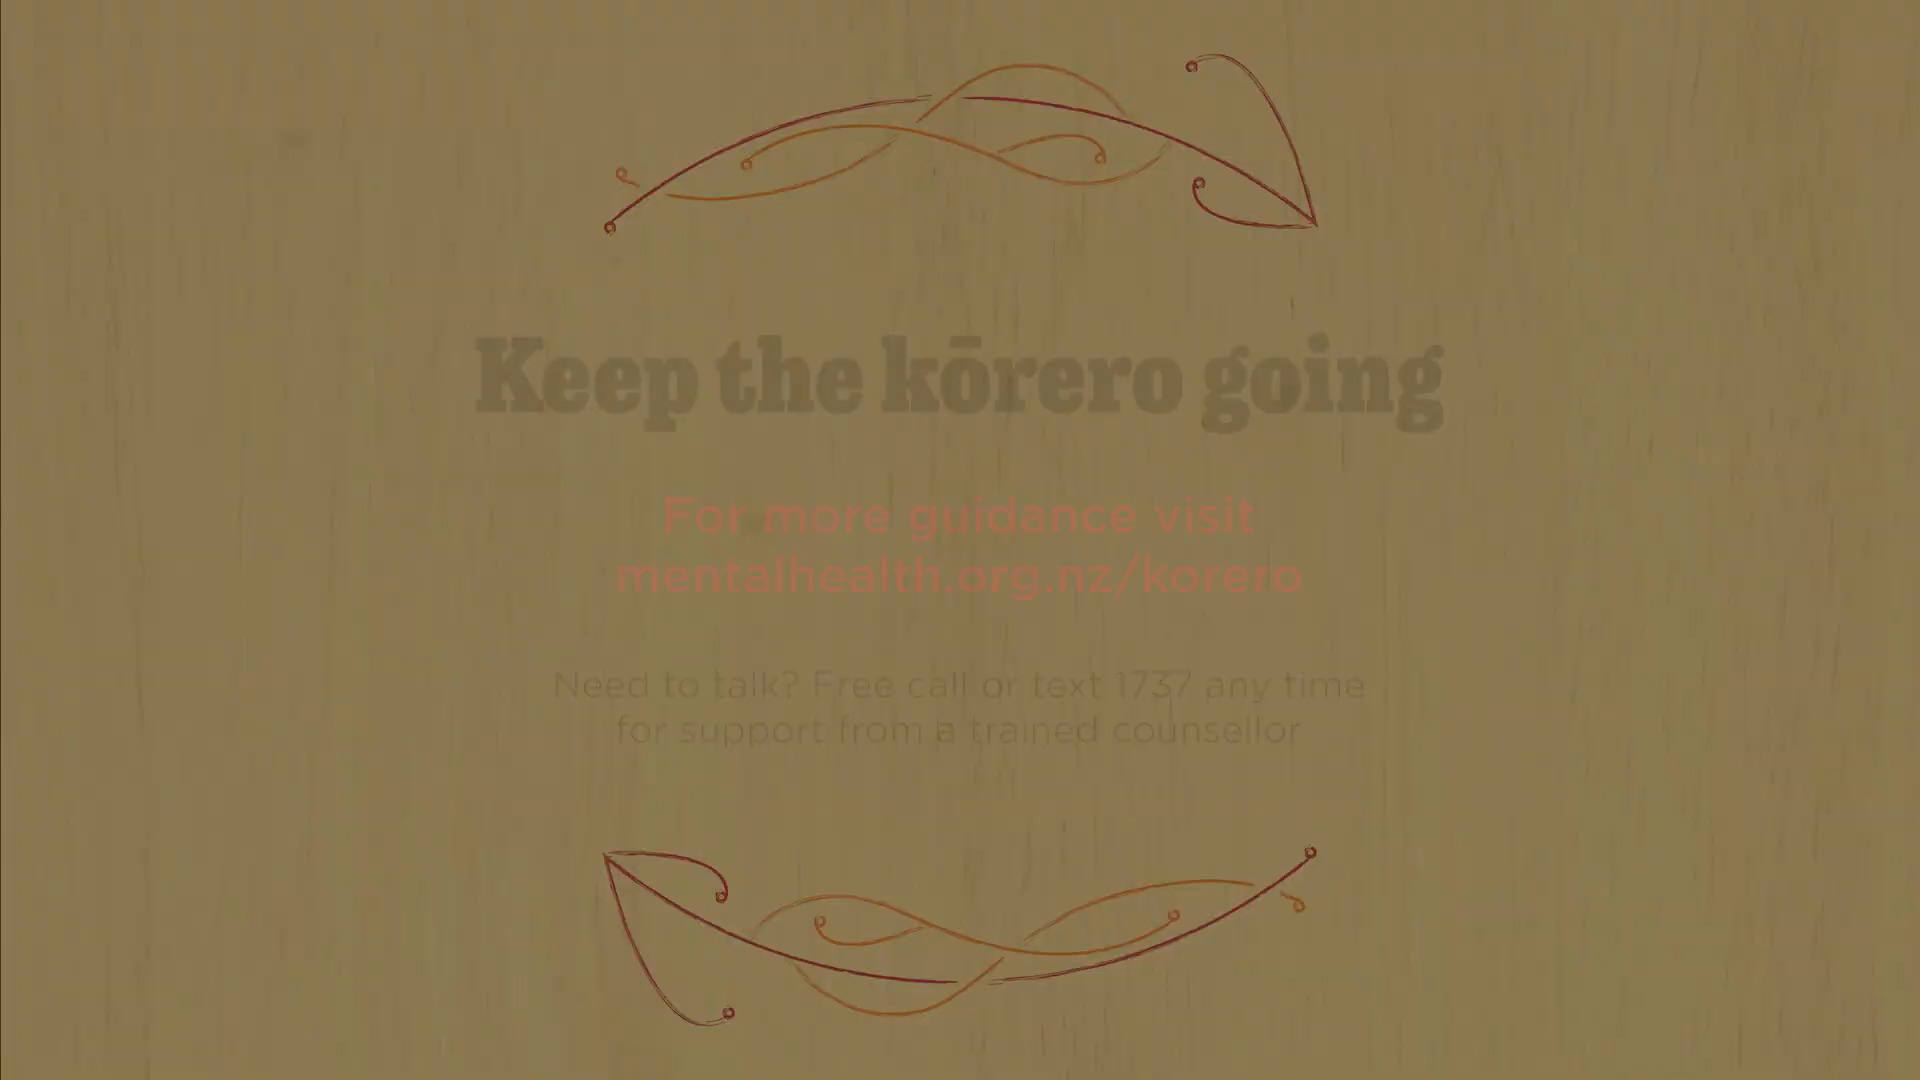 Keep the kōrero going
For more guidance visit
mentalhealth.org.nz/korero
Need to talk? Free call or text 1737 any time
for support from a trained counsellor